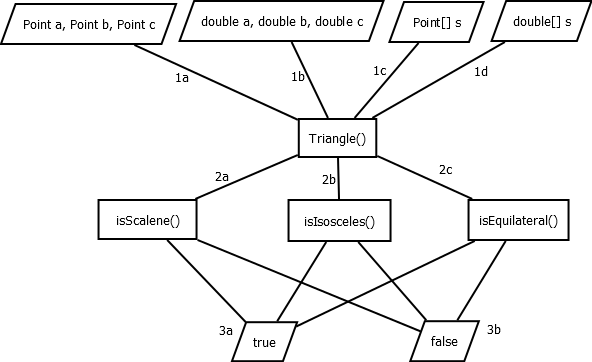 Point a, Point b, Point c
double a, double b, double c
Point[] s
double[] s
1a
1b
1c
1d
Triangle()
2a
2b
2c
isScalene()
isIsosceles()
isEquilateral()
3a
true
false
3b